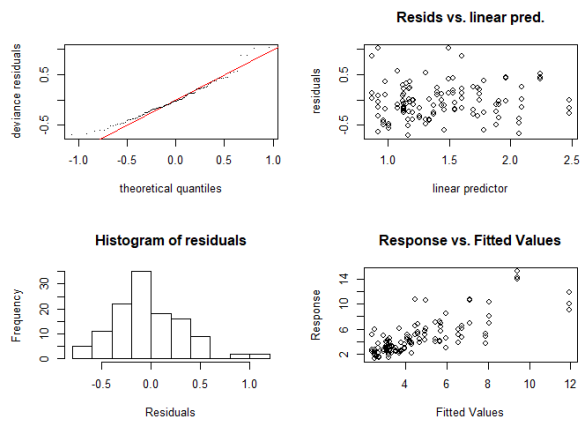 deviance residuals
-0.5
0.5
-1.0
-0.5
0.0
0.5
1.0
theoretical quantiles
Resids vs. linear pred.
residuals
-0.5
0.5
1.0
1.5
2.0
2.5
linear predictor
Histogram of residuals
Frequency
0
10
20
30
-0.5
0.0
0.5
1.0
Residuals
Response vs. Fitted Values
Response
2
6
10
14
4
6
8
10
12
Fitted Values